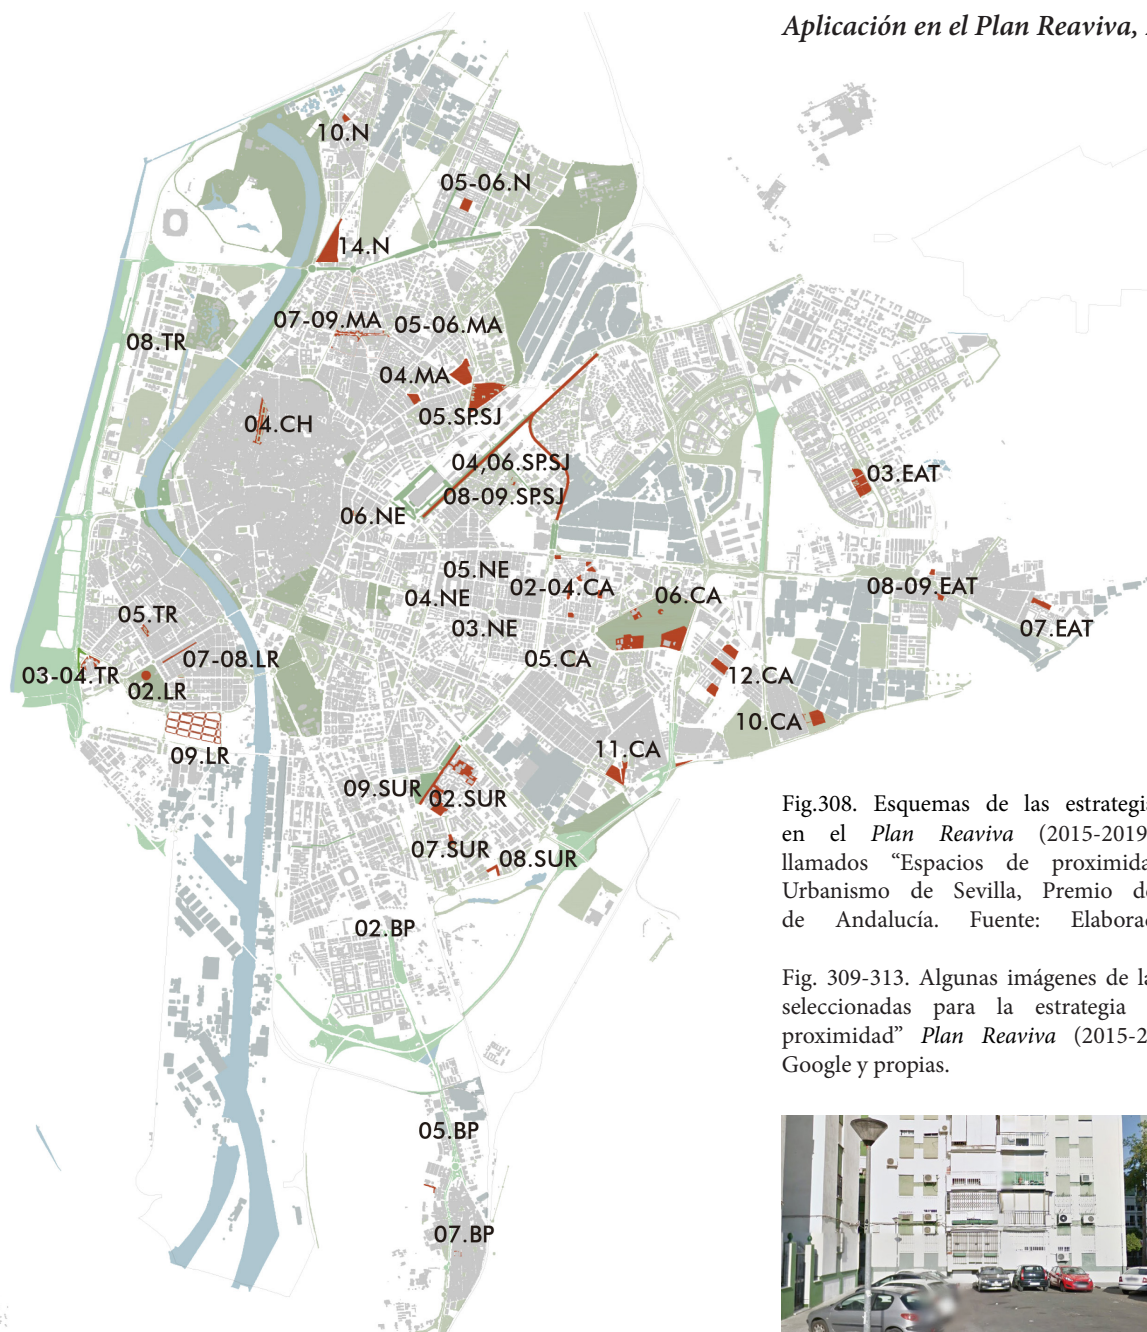 Aplicación en el Plan Reaviva,
10.N
05-06.N
14.N
07-09.MA
05-06.MA
08.TR
04.MA
05.SP.SJ
04.CH
04,06.SP.SJ
03.EAT
08-09.SP.SJ
06.NE
05.NE
02-04.CA
04.NE
06.CA
08-09.EAT
03.NE
07.EAT
05.TR
07-08.LR
05.CA
03-04.TR
02.LR
12.CA
10.CA
09.LR
11.CA
09.SUR
02.SUR
07.SUR
08.SUR
02.BP
05.BP
07.BP
Fig.308. Esquemas de las
en el Plan Reaviva (2015-2019
llamados “Espacios de
Urbanismo de Sevilla, Premio
de Andalucía. Fuente:
Fig. 309-313. Algunas imágenes de
seleccionadas para la estrategia
proximidad” Plan Reaviva
Google y propias.